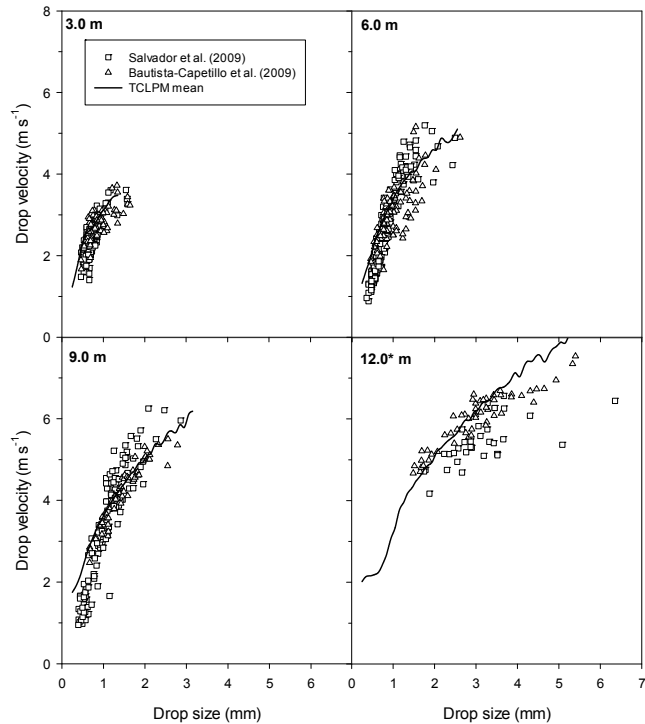 3.0 m
6.0 m
Salvador et al. (2009)
Bautista-Capetillo et al. (2009)
TCLPM mean
8
6
4
2
0
Drop velocity (m s-1)
9.0 m
12.0* m
8
6
4
2
0
Drop velocity (m s-1)
0 1 2 3 4 5 6 0 1 2 3 4 5 6 7
Drop size (mm) Drop size (mm)